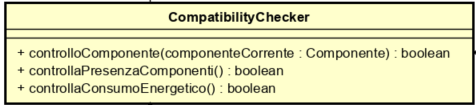 CompatibilityChecker
+ controlloComponente(componenteCorrente : Componente) : boolean
+ controllaPresenzaComponenti() : boolean
+ controllaConsumoEnergetico() : boolean